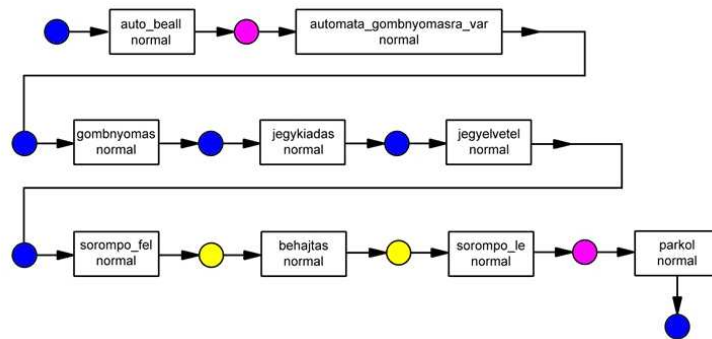 auto_beall
normal
automata_gombnyomasra_var
normal
gombnyomas
normal
jegykiadas
normal
jegyelvetel
normal
sorompo_fel
normal
behajtas
normal
sorompo_le
normal
parkol
normal